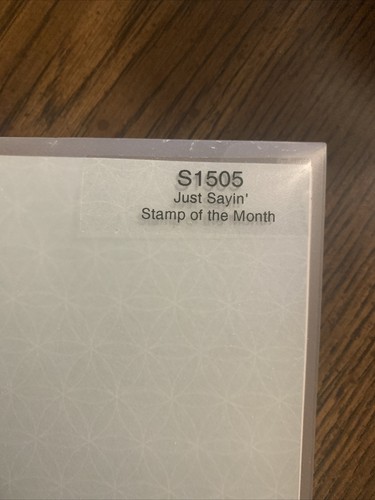 S1505
Just Sayin'
Stamp of the Month